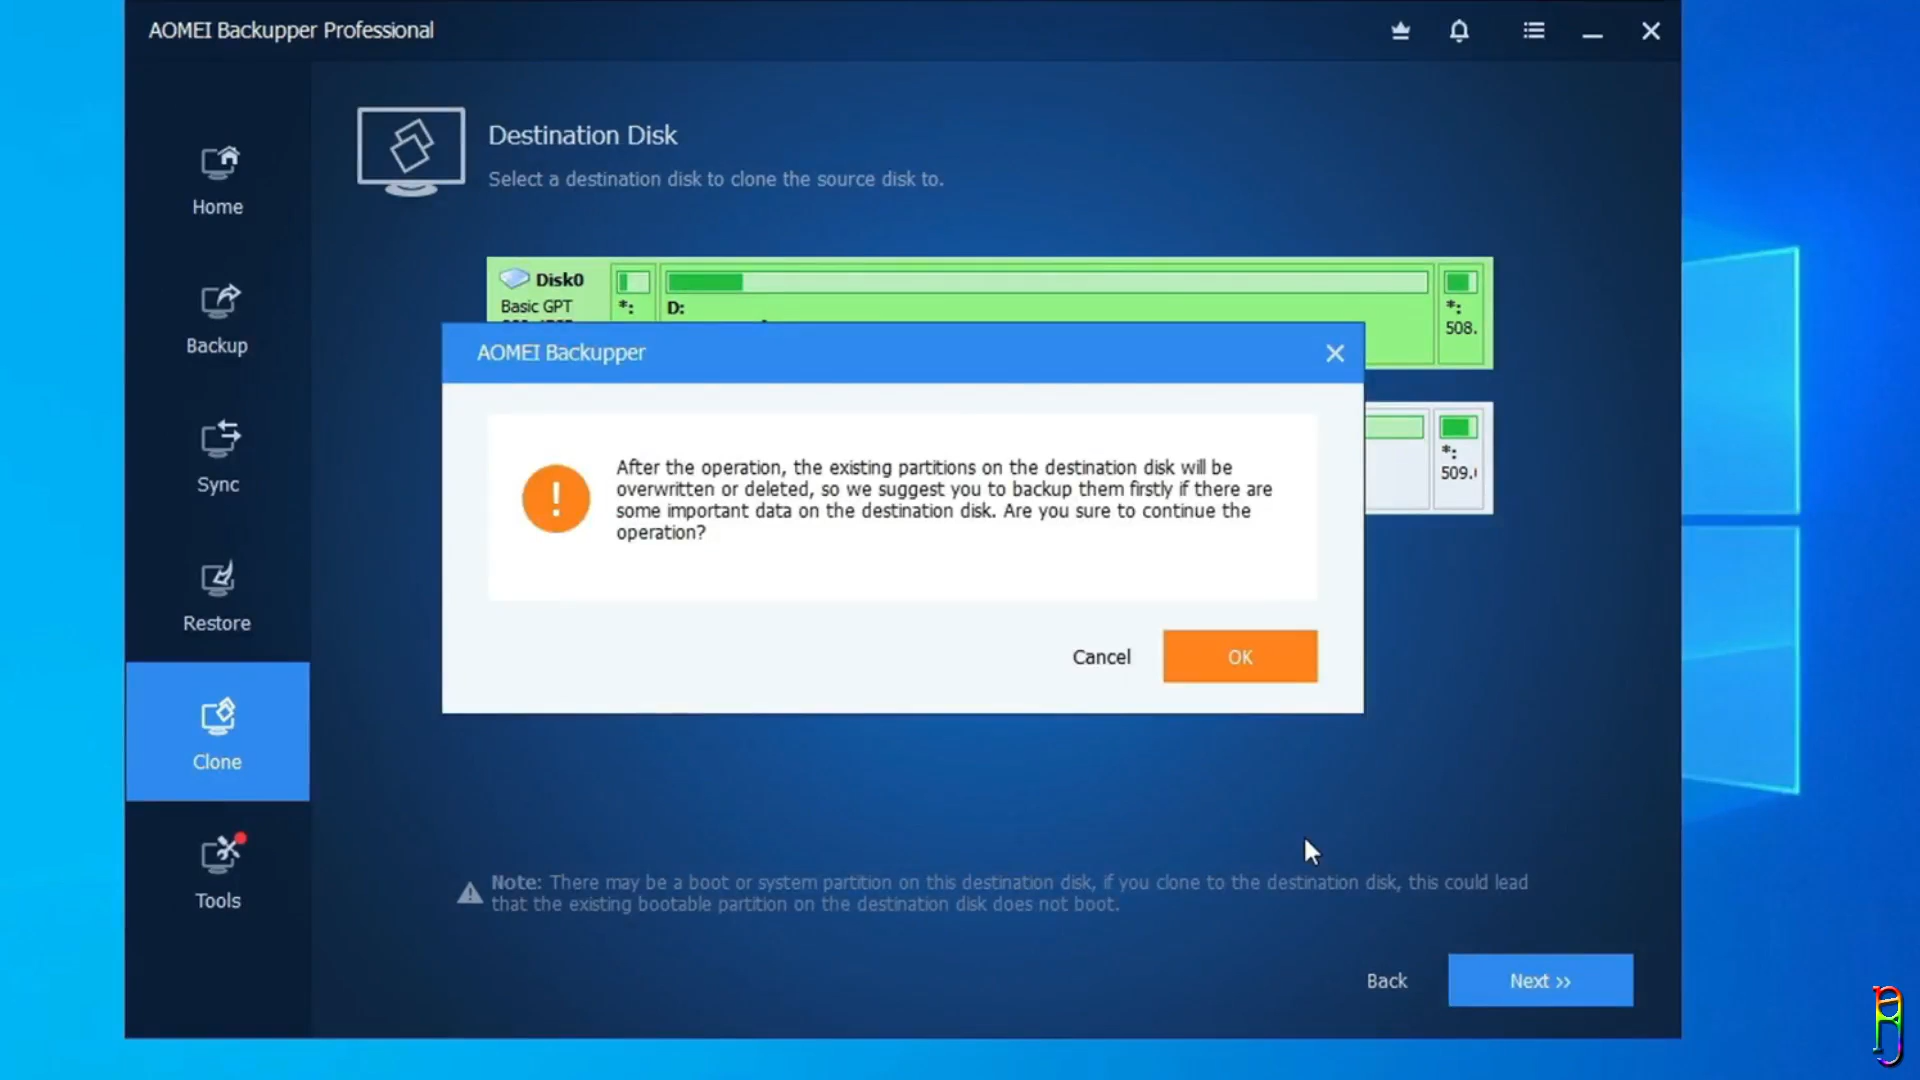 AOMEI Backupper Professional
Home
Backup
Sync
Restore
Clone
Tools
Destination Disk
Select a destination disk to clone the source disk to.
Disk0
Basic GPT
*:
D:
*:
508.
*:
509.
AOMEI Backupper
After the operation, the existing partitions on the destination disk will be
overwritten or deleted, so we suggest you to backup them firstly if there are
some important data on the destination disk. Are you sure to continue the
operation?
Cancel
OK
Note: There may be a boot or system partition on this destination disk, if you clone to the destination disk, this could lead
that the existing bootable partition on the destination disk does not boot.
Back
Next >>